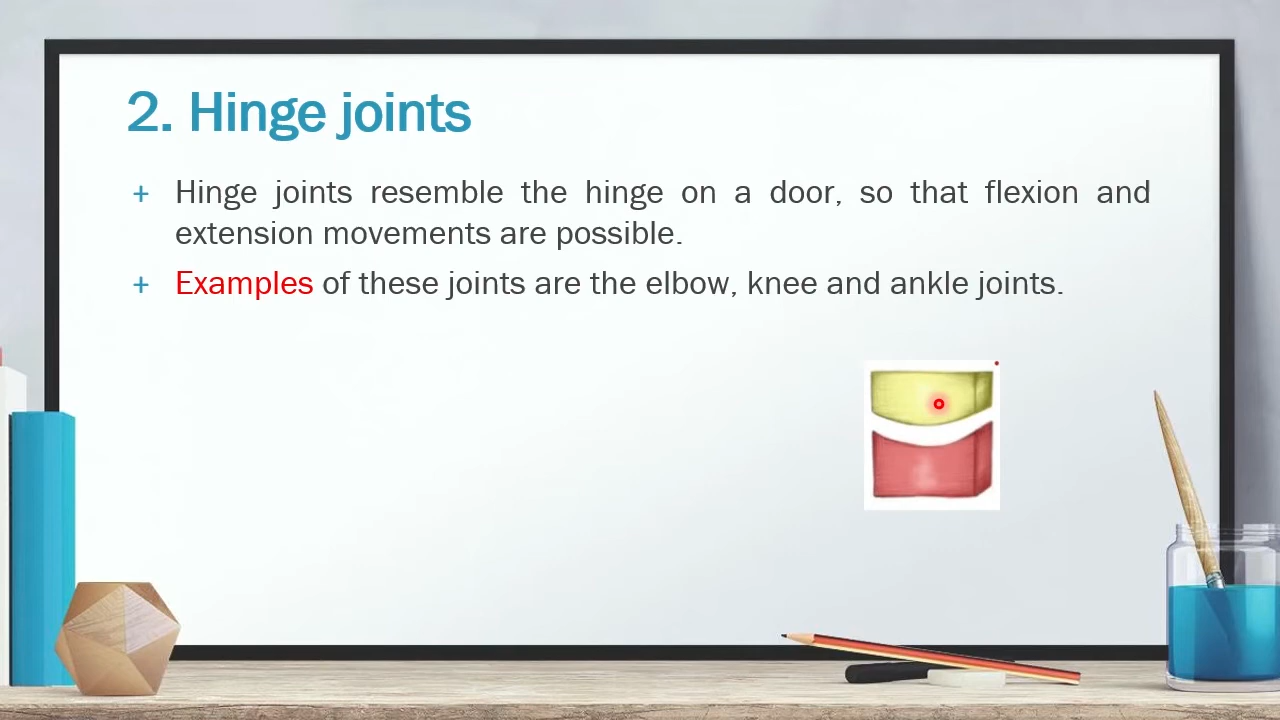 2. Hinge joints
+ Hinge joints resemble the hinge on a door, so that flexion and
extension movements are possible.
+ Examples of these joints are the elbow, knee and ankle joints.